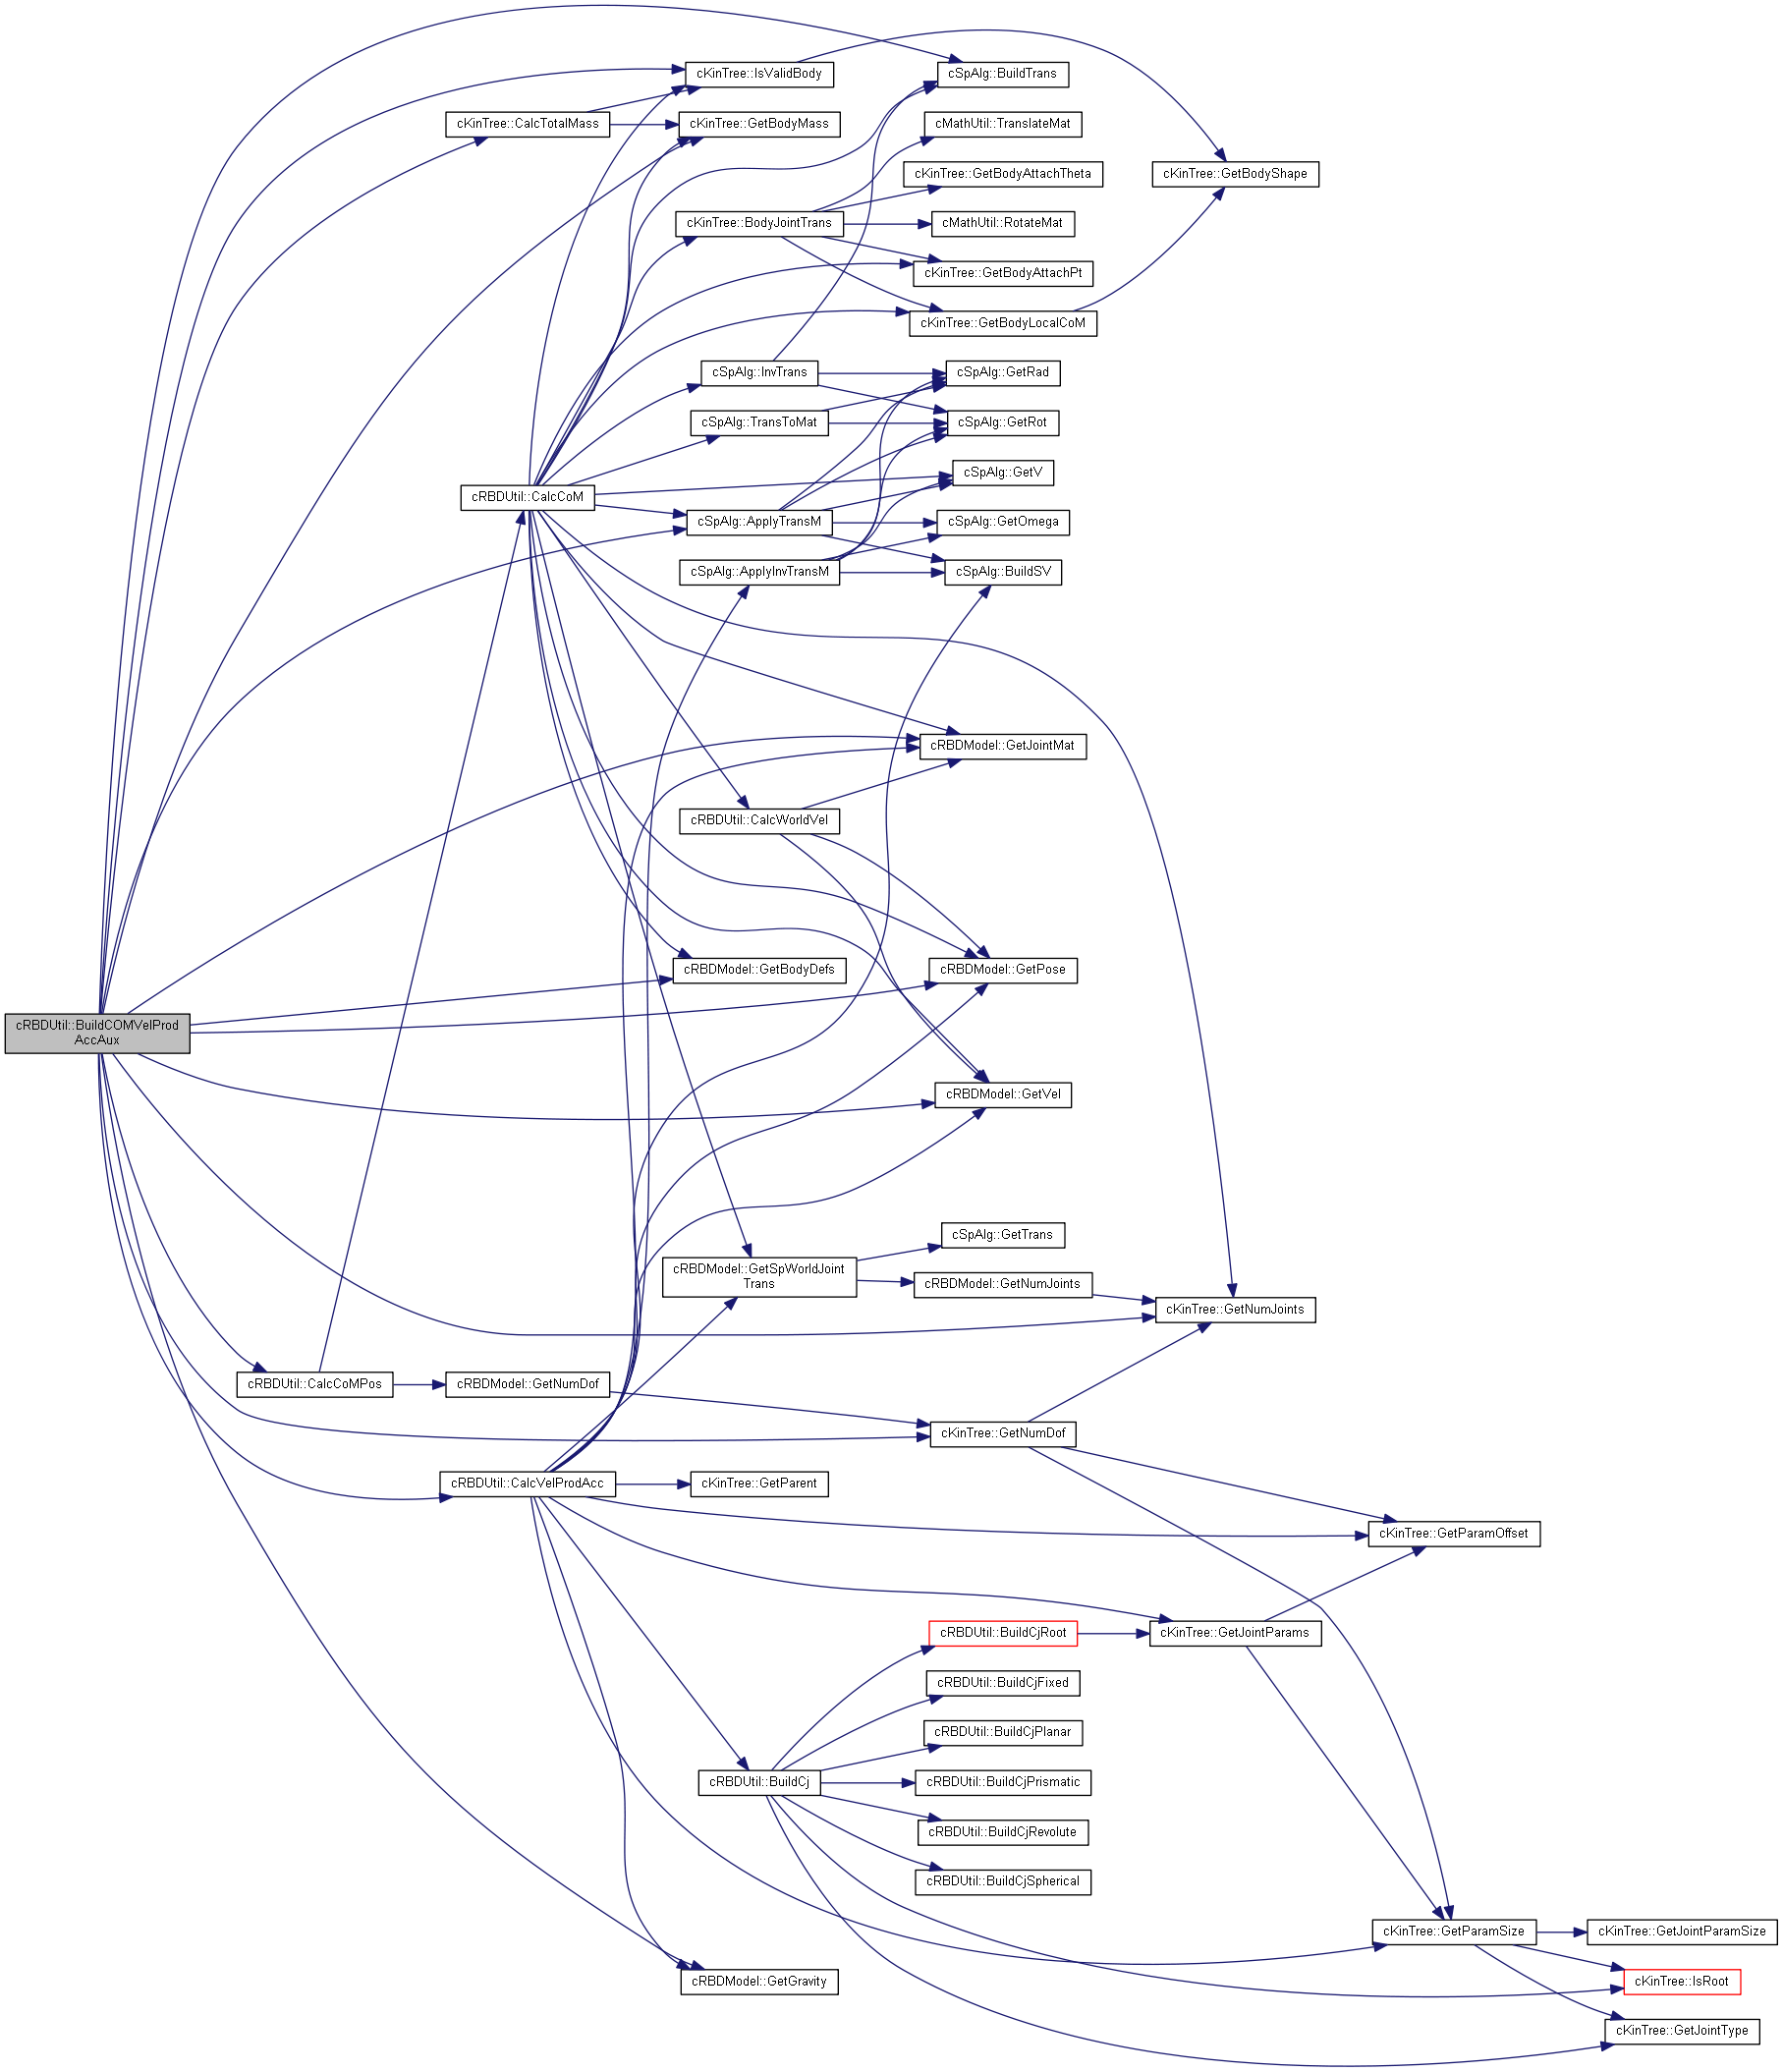 cKinTree::IsValidBody
cSpAlg::BuildTrans
cKinTree::CalcTotalMass
cKinTree::GetBodyMass
cMathUtil::TranslateMat
cKinTree::GetBodyAttachTheta
cKinTree::GetBodyShape
cKinTree::BodyJointTrans
cMathUtil::RotateMat
cKinTree::GetBodyAttachPt
cKinTree::GetBodyLocalCoM
cSpAlg::InvTrans
cSpAlg::GetRad
cSpAlg::TransToMat
cSpAlg::GetRot
cSpAlg::GetV
cRBDUtil::CalcCoM
cSpAlg::ApplyTransM
cSpAlg::GetOmega
cSpAlg::ApplyInvTransM
cSpAlg::BuildSV
cRBDModel::GetJointMat
cRBDUtil::CalcWorldVel
cRBDModel::GetBodyDefs
cRBDModel::GetPose
cRBDUtil::BuildCOMVelProd
AccAux
cRBDModel::GetVel
cSpAlg::GetTrans
cRBDModel::GetSpWorldJoint
Trans
cRBDModel::GetNumJoints
cKinTree::GetNumJoints
cRBDUtil::CalcCoMPos
cRBDModel::GetNumDof
cKinTree::GetNumDof
cRBDUtil::CalcVelProdAcc
cKinTree::GetParent
cKinTree::GetParamOffset
cRBDUtil::BuildCjRoot
cKinTree::GetJointParams
cRBDUtil::BuildCjFixed
cRBDUtil::BuildCjPlanar
cRBDUtil::BuildCj
cRBDUtil::BuildCjPrismatic
cRBDUtil::BuildCjRevolute
cRBDUtil::BuildCjSpherical
cKinTree::GetParamSize
cKinTree::GetJointParamSize
cRBDModel::GetGravity
cKinTree::IsRoot
cKinTree::GetJointType